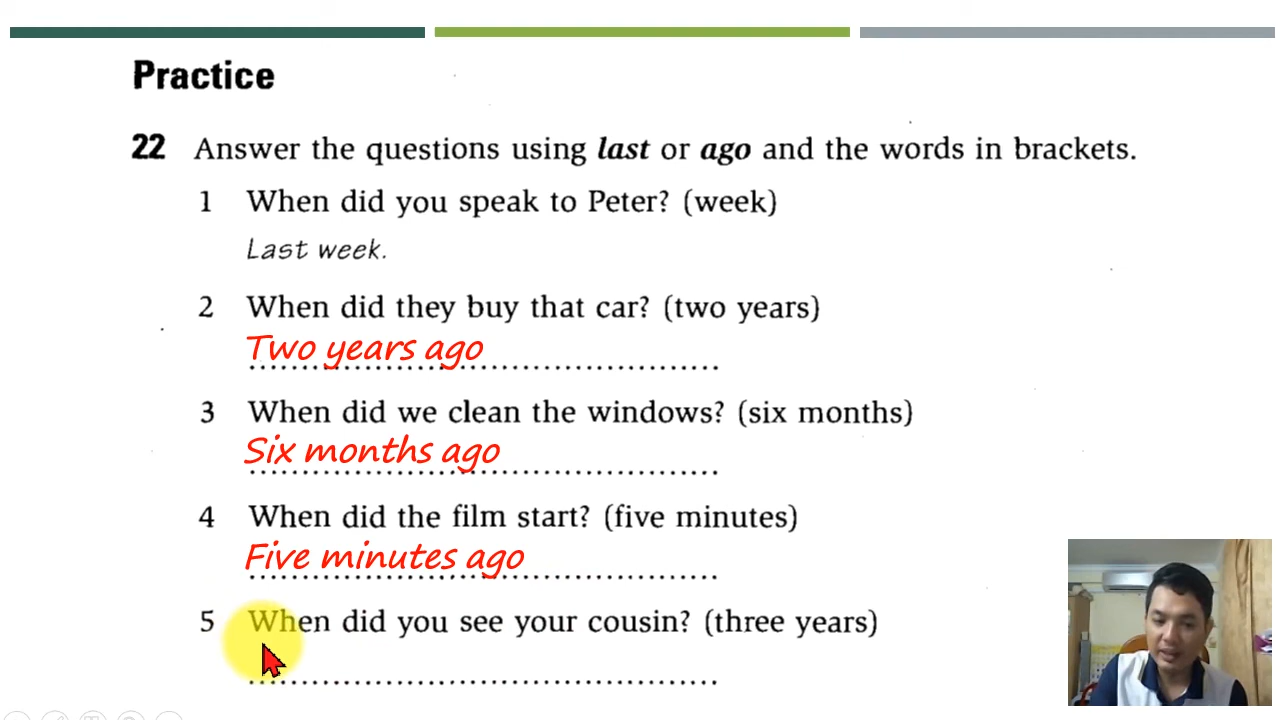 Practice
22 Answer the questions using last or ago and the words in brackets.
1 When did you speak to Peter? (week)
Last week.
2 When did they buy that car? (two years)
Two years ago
3 When did we clean the windows? (six months)
Six months ago
4 When did the film start? (five minutes)
Five minutes ago
5 When did you see your cousin? (three years)